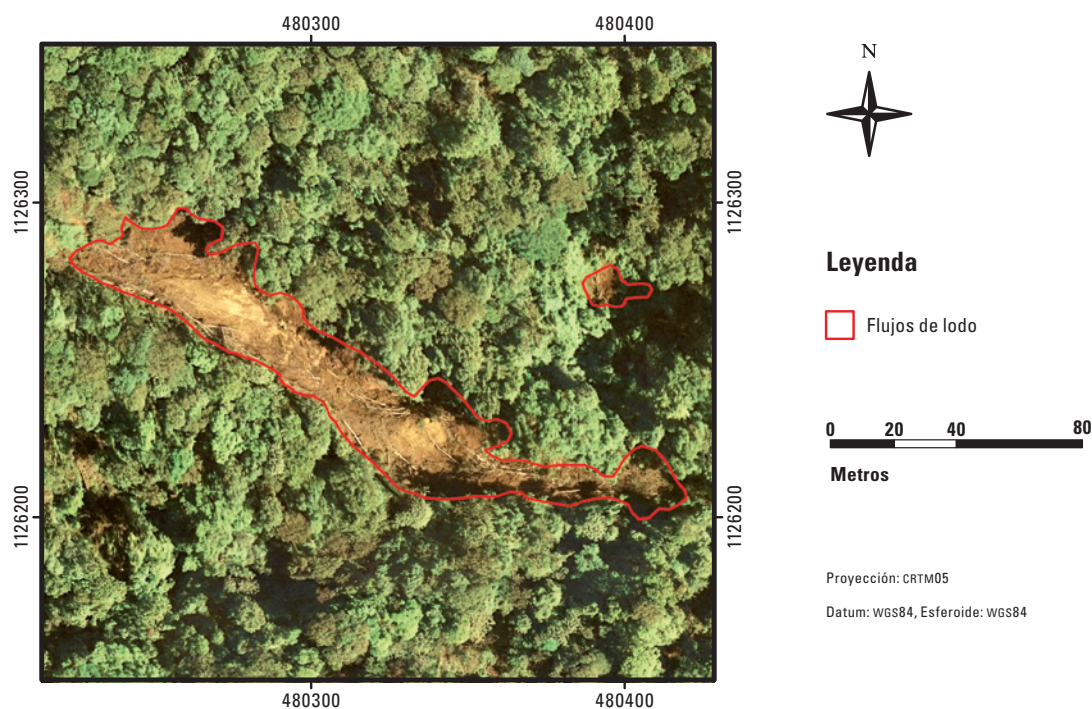 480300 480400
N
1126300 1126300
Leyenda
Flujos de lodo
0 20 40 80
Metros
1126200 1126200
Proyección: CRTM05
Datum: WGS84, Esferoide: WGS84
480300 480400